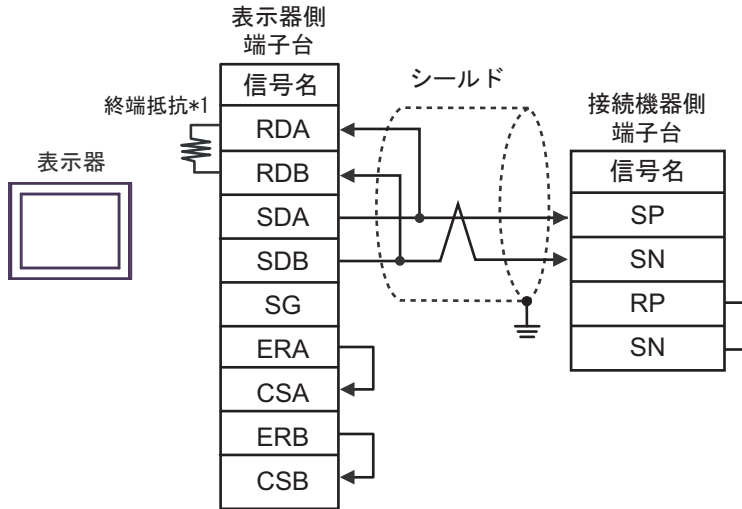 表示器側
端子台
信号名
終端抵抗*1
RDA
RDB
SDA
SDB
SG
ERA
CSA
ERB
CSB
表示器
シールド
接続機器側
端子台
信号名
SP
SN
RP
SN